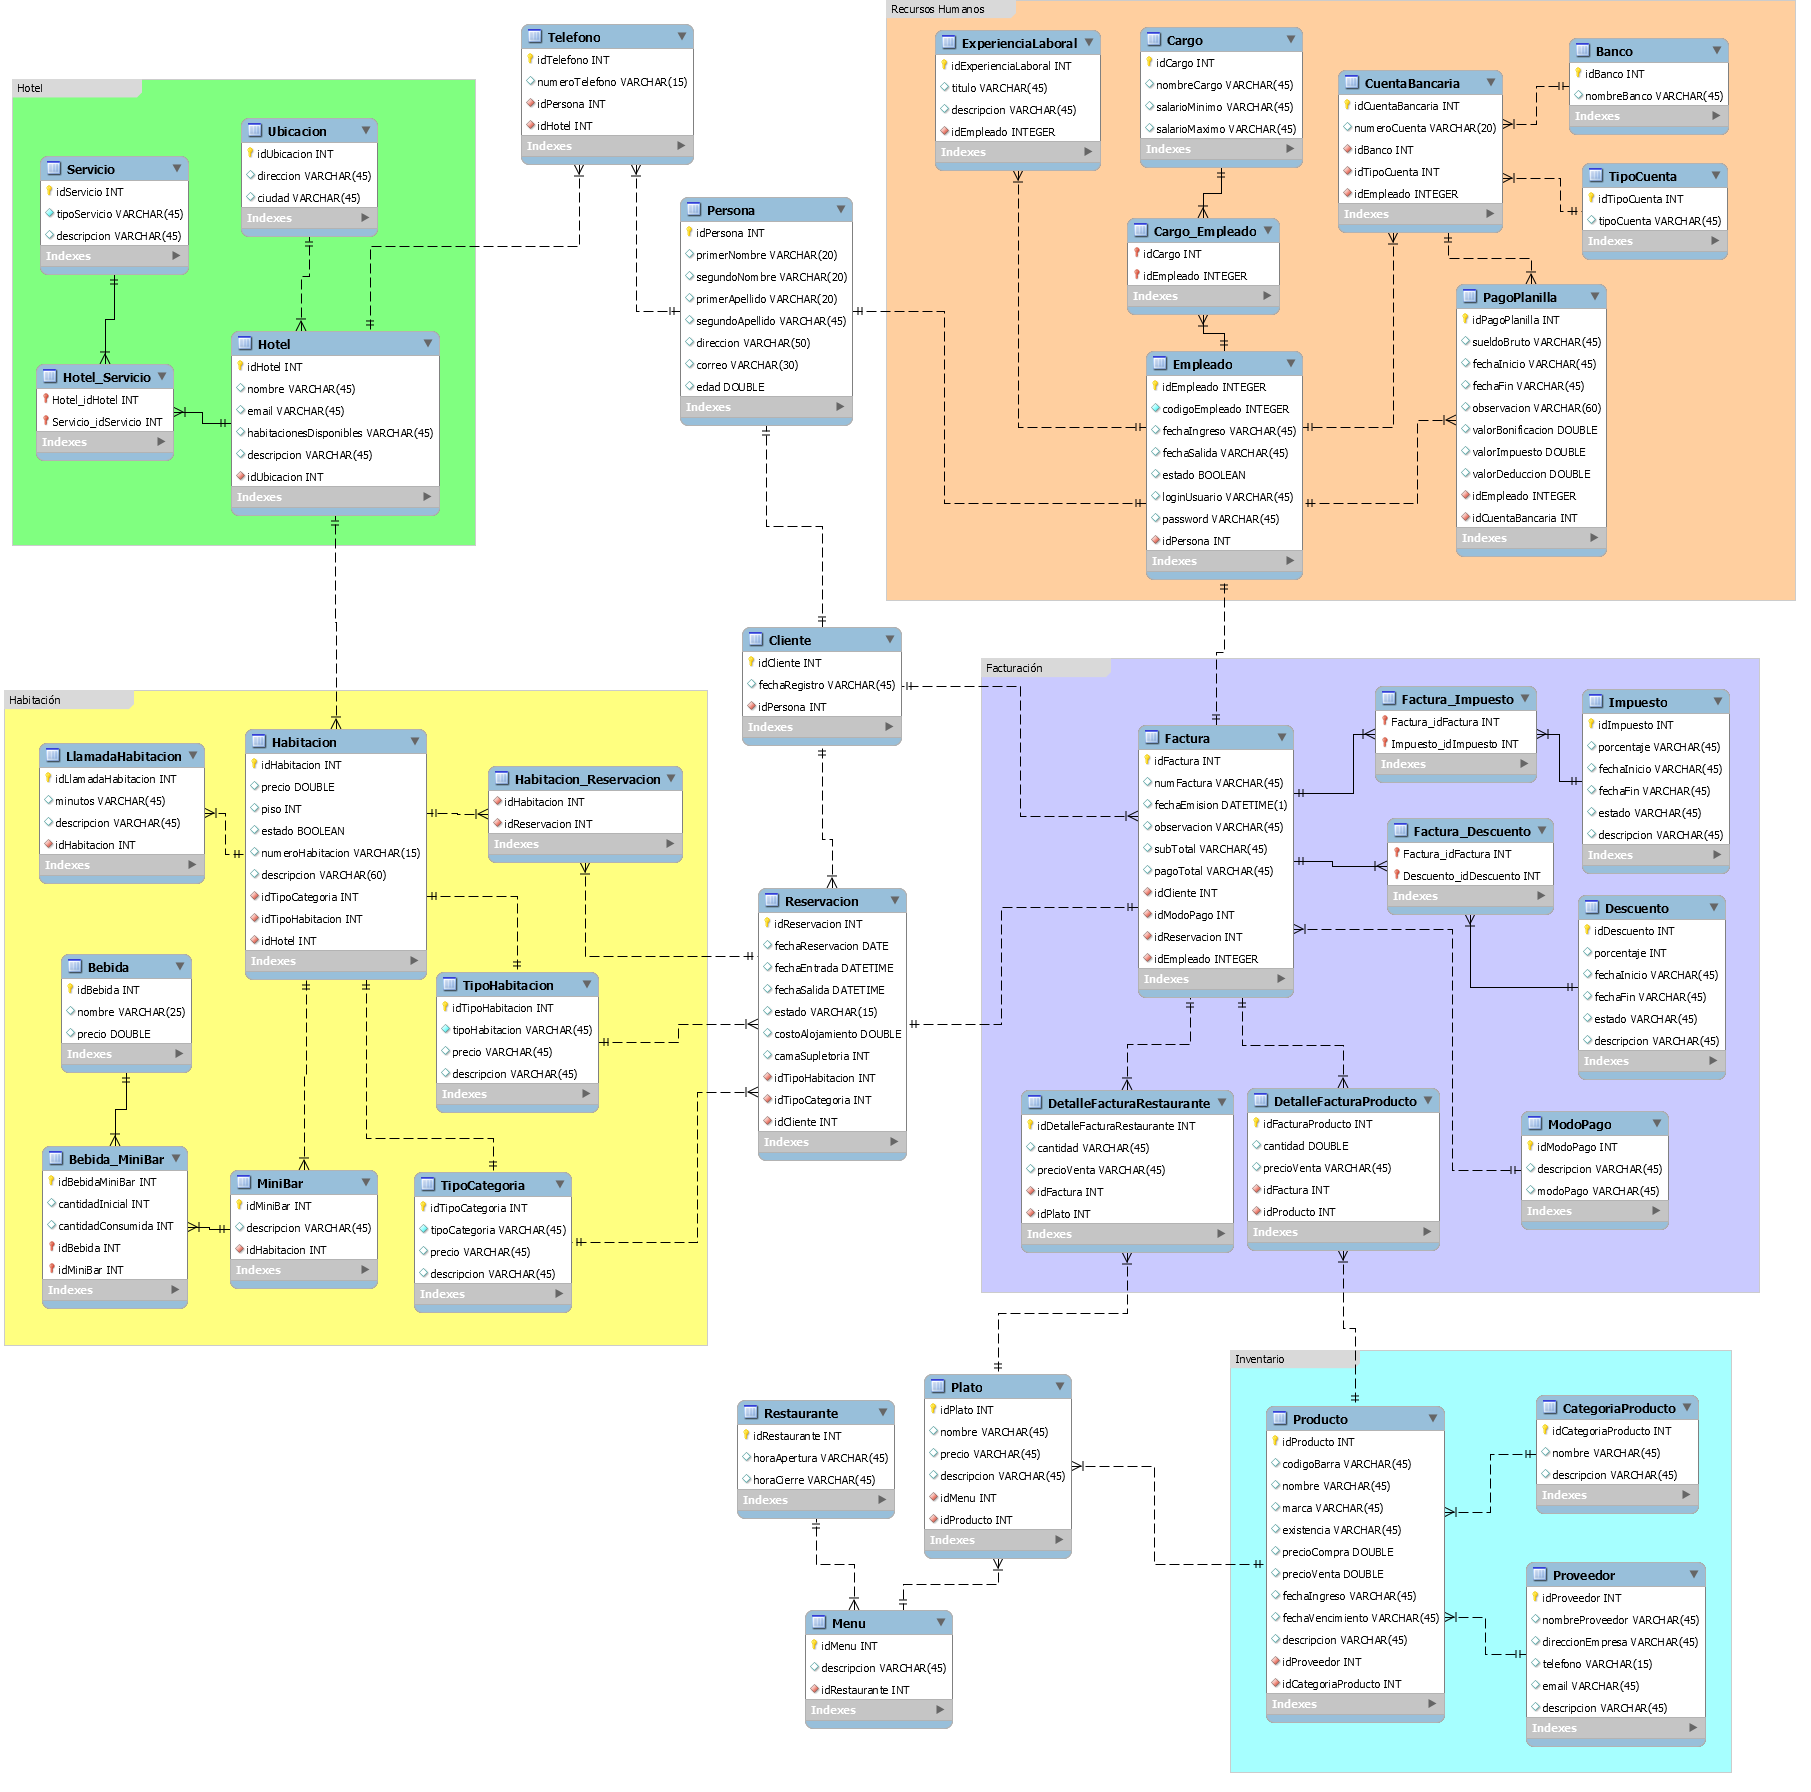 Hotel
Ubicacion
idUbicacion INT
direccion VARCHAR(45)
ciudad VARCHAR(45)
Indexes
Servicio
idServicio INT
tipoServicio VARCHAR(45)
descripcion VARCHAR(45)
Indexes
Hotel_Servicio
Hotel_idHotel INT
Servicio_idServicio INT
Indexes
Hotel
idHotel INT
nombre VARCHAR(45)
email VARCHAR(45)
habitacionesDisponibles VARCHAR(45)
descripcion VARCHAR(45)
idUbicacion INT
Indexes
Telefono
idTelefono INT
numeroTelefono VARCHAR(15)
idPersona INT
idHotel INT
Indexes
Persona
idPersona INT
primerNombre VARCHAR(20)
segundoNombre VARCHAR(20)
primerApellido VARCHAR(20)
segundoApellido VARCHAR(45)
direccion VARCHAR(50)
correo VARCHAR(30)
edad DOUBLE
Indexes
Recursos Humanos
ExperienciaLaboral
idExperienciaLaboral INT
titulo VARCHAR(45)
descripcion VARCHAR(45)
idEmpleado INTEGER
Indexes
Cargo
idCargo INT
nombreCargo VARCHAR(45)
salarioMinimo VARCHAR(45)
salarioMaximo VARCHAR(45)
Indexes
CuentaBancaria
idCuentaBancaria INT
numeroCuenta VARCHAR(20)
idBanco INT
idTipoCuenta INT
idEmpleado INTEGER
Indexes
Banco
idBanco INT
nombreBanco VARCHAR(45)
Indexes
TipoCuenta
idTipoCuenta INT
tipoCuenta VARCHAR(45)
Indexes
Cargo_Empleado
idCargo INT
idEmpleado INTEGER
Indexes
Empleado
idEmpleado INTEGER
codigoEmpleado INTEGER
fechaIngreso VARCHAR(45)
fechaSalida VARCHAR(45)
estado BOOLEAN
loginUsuario VARCHAR(45)
password VARCHAR(45)
idPersona INT
Indexes
PagoPlanilla
idPagoPlanilla INT
sueldoBruto VARCHAR(45)
fechaInicio VARCHAR(45)
fechaFin VARCHAR(45)
observacion VARCHAR(60)
valorBonificacion DOUBLE
valorImpuesto DOUBLE
valorDeduccion DOUBLE
idEmpleado INTEGER
idCuentaBancaria INT
Indexes
Cliente
idCliente INT
fechaRegistro VARCHAR(45)
idPersona INT
Indexes
Habitación
LlamadaHabitacion
idLlamadaHabitacion INT
minutos VARCHAR(45)
descripcion VARCHAR(45)
idHabitacion INT
Indexes
Habitacion
idHabitacion INT
precio DOUBLE
piso INT
estado BOOLEAN
numeroHabitacion VARCHAR(15)
descripcion VARCHAR(60)
idTipoCategoria INT
idTipoHabitacion INT
idHotel INT
Indexes
Habitacion_Reservacion
idHabitacion INT
idReservacion INT
Indexes
Bebida
idBebida INT
nombre VARCHAR(25)
precio DOUBLE
Indexes
TipoHabitacion
idTipoHabitacion INT
tipoHabitacion VARCHAR(45)
precio VARCHAR(45)
descripcion VARCHAR(45)
Indexes
Bebida_MiniBar
idBebidaMiniBar INT
cantidadInicial INT
cantidadConsumida INT
idBebida INT
idMiniBar INT
Indexes
MiniBar
idMiniBar INT
descripcion VARCHAR(45)
idHabitacion INT
Indexes
TipoCategoria
idTipoCategoria INT
tipoCategoria VARCHAR(45)
precio VARCHAR(45)
descripcion VARCHAR(45)
Indexes
Reservacion
idReservacion INT
fechaReservacion DATE
fechaEntrada DATETIME
fechaSalida DATETIME
estado VARCHAR(15)
costoAlojamiento DOUBLE
camaSupletoria INT
idTipoHabitacion INT
idTipoCategoria INT
idCliente INT
Indexes
Facturación
Factura
idFactura INT
numFactura VARCHAR(45)
fechaEmision DATETIME(1)
observacion VARCHAR(45)
subTotal VARCHAR(45)
pagoTotal VARCHAR(45)
idCliente INT
idModoPago INT
idReservacion INT
idEmpleado INTEGER
Indexes
Factura_Impuesto
Factura_idFactura INT
Impuesto_idImpuesto INT
Indexes
Impuesto
idImpuesto INT
porcentaje VARCHAR(45)
fechaInicio VARCHAR(45)
fechaFin VARCHAR(45)
estado VARCHAR(45)
descripcion VARCHAR(45)
Indexes
Factura_Descuento
Factura_idFactura INT
Descuento_idDescuento INT
Indexes
Descuento
idDescuento INT
porcentaje INT
fechaInicio VARCHAR(45)
fechaFin VARCHAR(45)
estado VARCHAR(45)
descripcion VARCHAR(45)
Indexes
DetalleFacturaRestaurante
idDetalleFacturaRestaurante INT
cantidad VARCHAR(45)
precioVenta VARCHAR(45)
idFactura INT
idPlato INT
Indexes
DetalleFacturaProducto
idFacturaProducto INT
cantidad DOUBLE
precioVenta VARCHAR(45)
idFactura INT
idProducto INT
Indexes
ModoPago
idModoPago INT
descripcion VARCHAR(45)
modoPago VARCHAR(45)
Indexes
Restaurante
idRestaurante INT
horaApertura VARCHAR(45)
horaCierre VARCHAR(45)
Indexes
Plato
idPlato INT
nombre VARCHAR(45)
precio VARCHAR(45)
descripcion VARCHAR(45)
idMenu INT
idProducto INT
Indexes
Menu
idMenu INT
descripcion VARCHAR(45)
idRestaurante INT
Indexes
Inventario
Producto
idProducto INT
codigoBarra VARCHAR(45)
nombre VARCHAR(45)
marca VARCHAR(45)
existencia VARCHAR(45)
precioCompra DOUBLE
precioVenta DOUBLE
fechaIngreso VARCHAR(45)
fechaVencimiento VARCHAR(45)
descripcion VARCHAR(45)
idProveedor INT
idCategoriaProducto INT
Indexes
CategoriaProducto
idCategoriaProducto INT
nombre VARCHAR(45)
descripcion VARCHAR(45)
Indexes
Proveedor
idProveedor INT
nombreProveedor VARCHAR(45)
direccionEmpresa VARCHAR(45)
telefono VARCHAR(15)
email VARCHAR(45)
descripcion VARCHAR(45)
Indexes